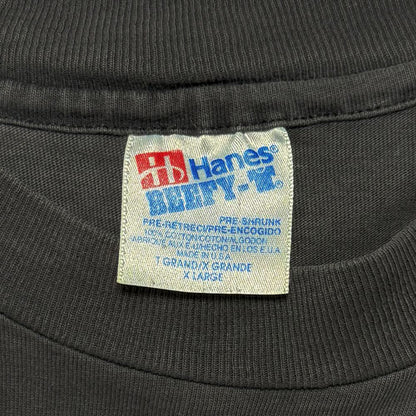 Hanes®
BEEFY-T®
PRE-SHRUNK
PRE-RÉTRECI/PRE-ENCOGIDO
100% COTTON/COTON/ALGODON
FABRIQUE AUX E.-U/HECHO EN LOS E.U.A.
MADE IN U.S.A.
T GRAND/X GRANDE
X LARGE